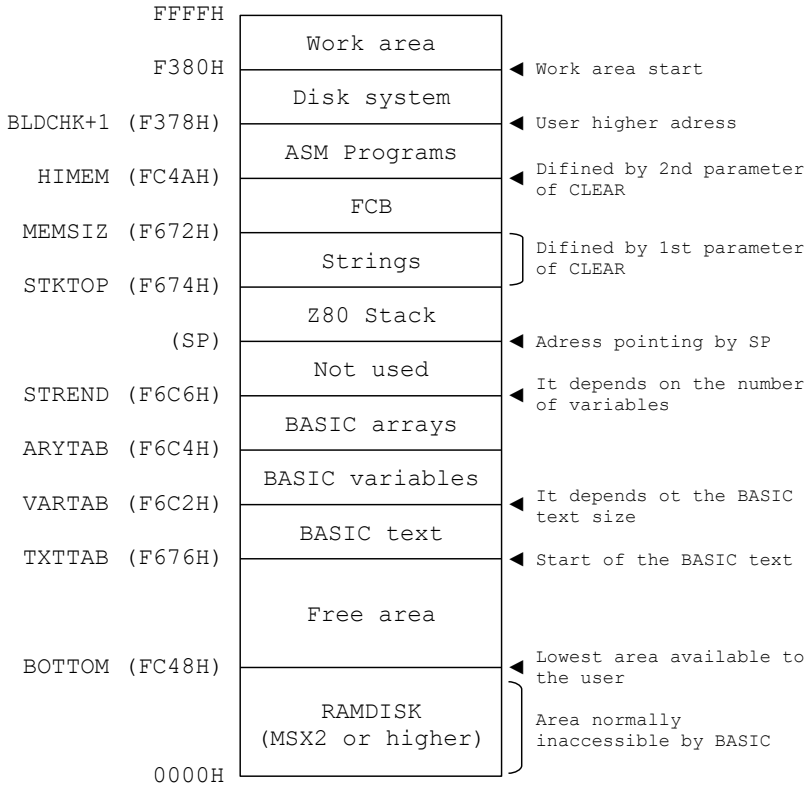 FFFFH
Work area
F380H
Work area start
Disk system
BLDCHK+1 (F378H)
User higher adress
ASM Programs
HIMEM (FC4AH)
Difined by 2nd parameter
of CLEAR
FCB
MEMSIZ (F672H)
Strings
Difined by 1st parameter
of CLEAR
STKTOP (F674H)
Z80 Stack
(SP)
Adress pointing by SP
Not used
STREND (F6C6H)
It depends on the number
of variables
BASIC arrays
ARYTAB (F6C4H)
BASIC variables
VARTAB (F6C2H)
It depends ot the BASIC
text size
BASIC text
TXTTAB (F676H)
Start of the BASIC text
Free area
BOTTOM (FC48H)
Lowest area available to
the user
RAMDISK
(MSX2 or higher)
Area normally
inaccessible by BASIC
0000H